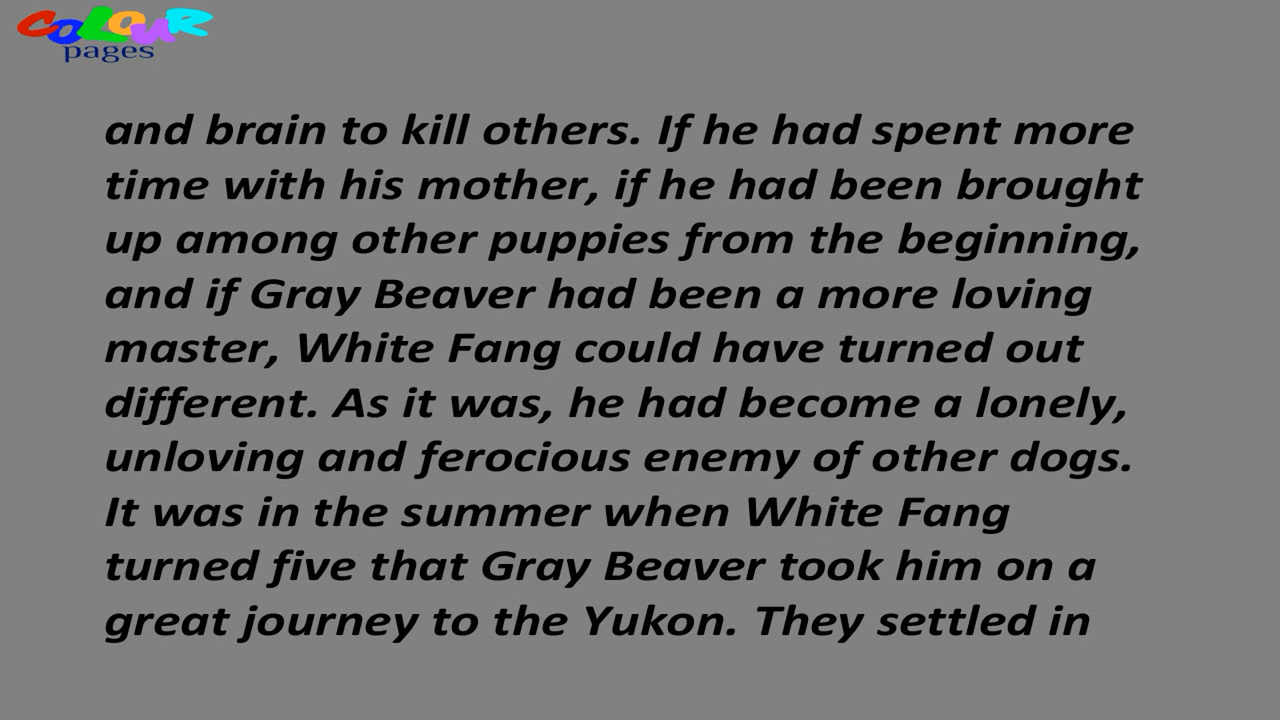 COLOUR
pages
and brain to kill others. If he had spent more
time with his mother, if he had been brought
up among other puppies from the beginning,
and if Gray Beaver had been a more loving
master, White Fang could have turned out
different. As it was, he had become a lonely,
unloving and ferocious enemy of other dogs.
It was in the summer when White Fang
turned five that Gray Beaver took him on a
great journey to the Yukon. They settled in